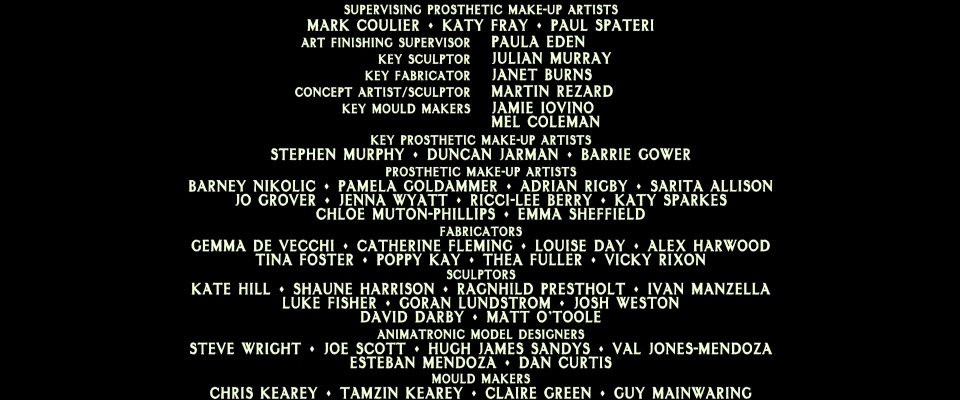 SUPERVISING PROSTHETIC MAKE-UP ARTISTS
MARK COULIER • KATY FRAY • PAUL SPATERI
ART FINISHING SUPERVISOR PAULA EDEN
KEY SCULPTOR JULIAN MURRAY
KEY FABRICATOR JANET BURNS
CONCEPT ARTIST/SCULPTOR MARTIN REZARD
KEY MOULD MAKERS JAMIE IOVINO
MEL COLEMAN
KEY PROSTHETIC MAKE-UP ARTISTS
STEPHEN MURPHY • DUNCAN JARMAN • BARRIE GOWER
PROSTHETIC MAKE-UP ARTISTS
BARNEY NIKOLIC • PAMELA GOLDAMMER • ADRIAN RIGBY • SARITA ALLISON
JO GROVER • JENNA WYATT • RICCI-LEE BERRY • KATY SPARKES
CHLOE MUTON-PHILLIPS • EMMA SHEFFIELD
FABRICATORS
GEMMA DE VECCHI • CATHERINE FLEMING • LOUISE DAY • ALEX HARWOOD
TINA FOSTER • POPPY KAY • THEA FULLER • VICKY RIXON
SCULPTORS
KATE HILL • SHAUNE HARRISON • RAGNHILD PRESTHOLT • IVAN MANZELLA
LUKE FISHER • GORAN LUNDSTROM • JOSH WESTON
DAVID DARBY • MATT O'TOOLE
ANIMATRONIC MODEL DESIGNERS
STEVE WRIGHT • JOE SCOTT • HUGH JAMES SANDYS • VAL JONES-MENDOZA
ESTEBAN MENDOZA • DAN CURTIS
MOULD MAKERS
CHRIS KEAREY • TAMZIN KEAREY • CLAIRE GREEN • GUY MAINWARING